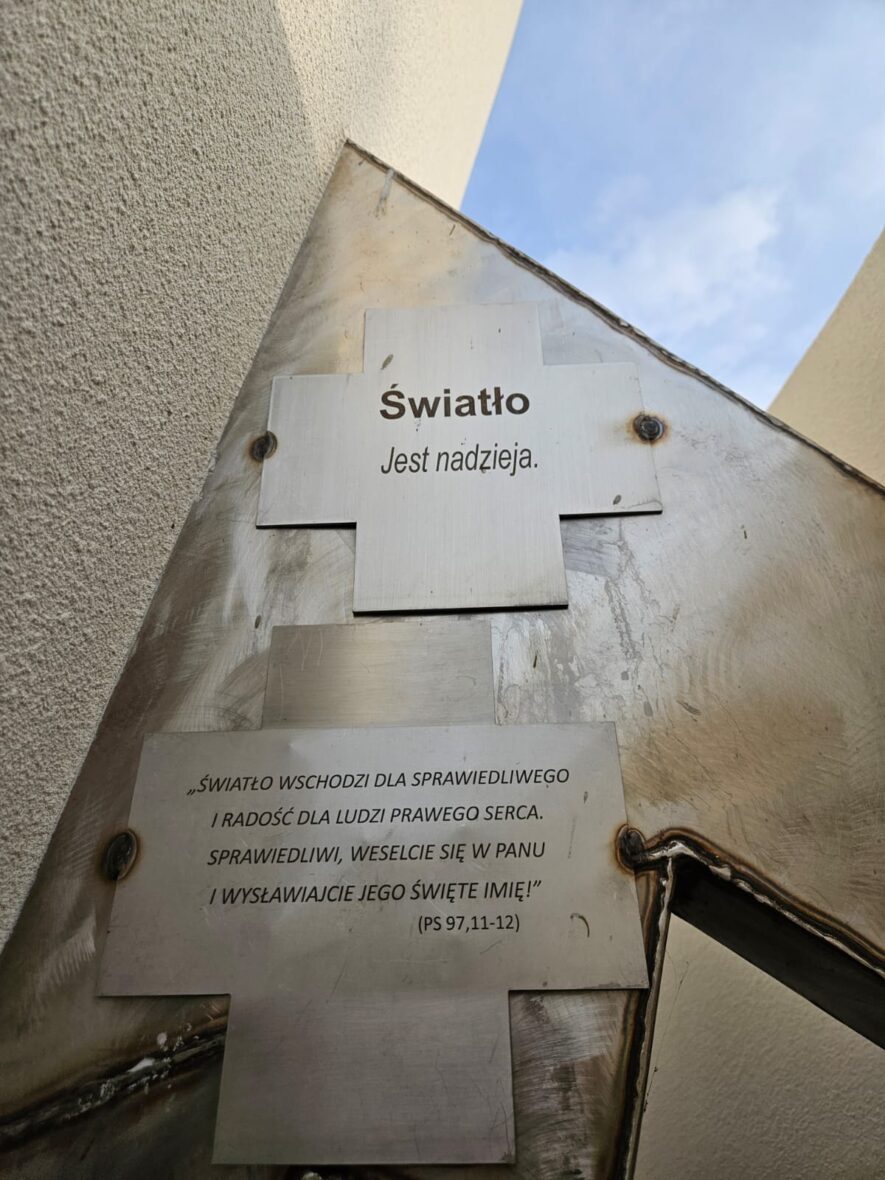 Światło
Jest nadzieja.
„ŚWIATŁO WSCHODZI DLA SPRAWIEDLIWEGO
I RADOŚĆ DLA LUDZI PRAWEGO SERCA.
SPRAWIEDLIWI, WESELCIE SIĘ W PANU
I WYSŁAWIAJCIE JEGO ŚWIĘTE IMIĘ!”
(PS 97,11-12)